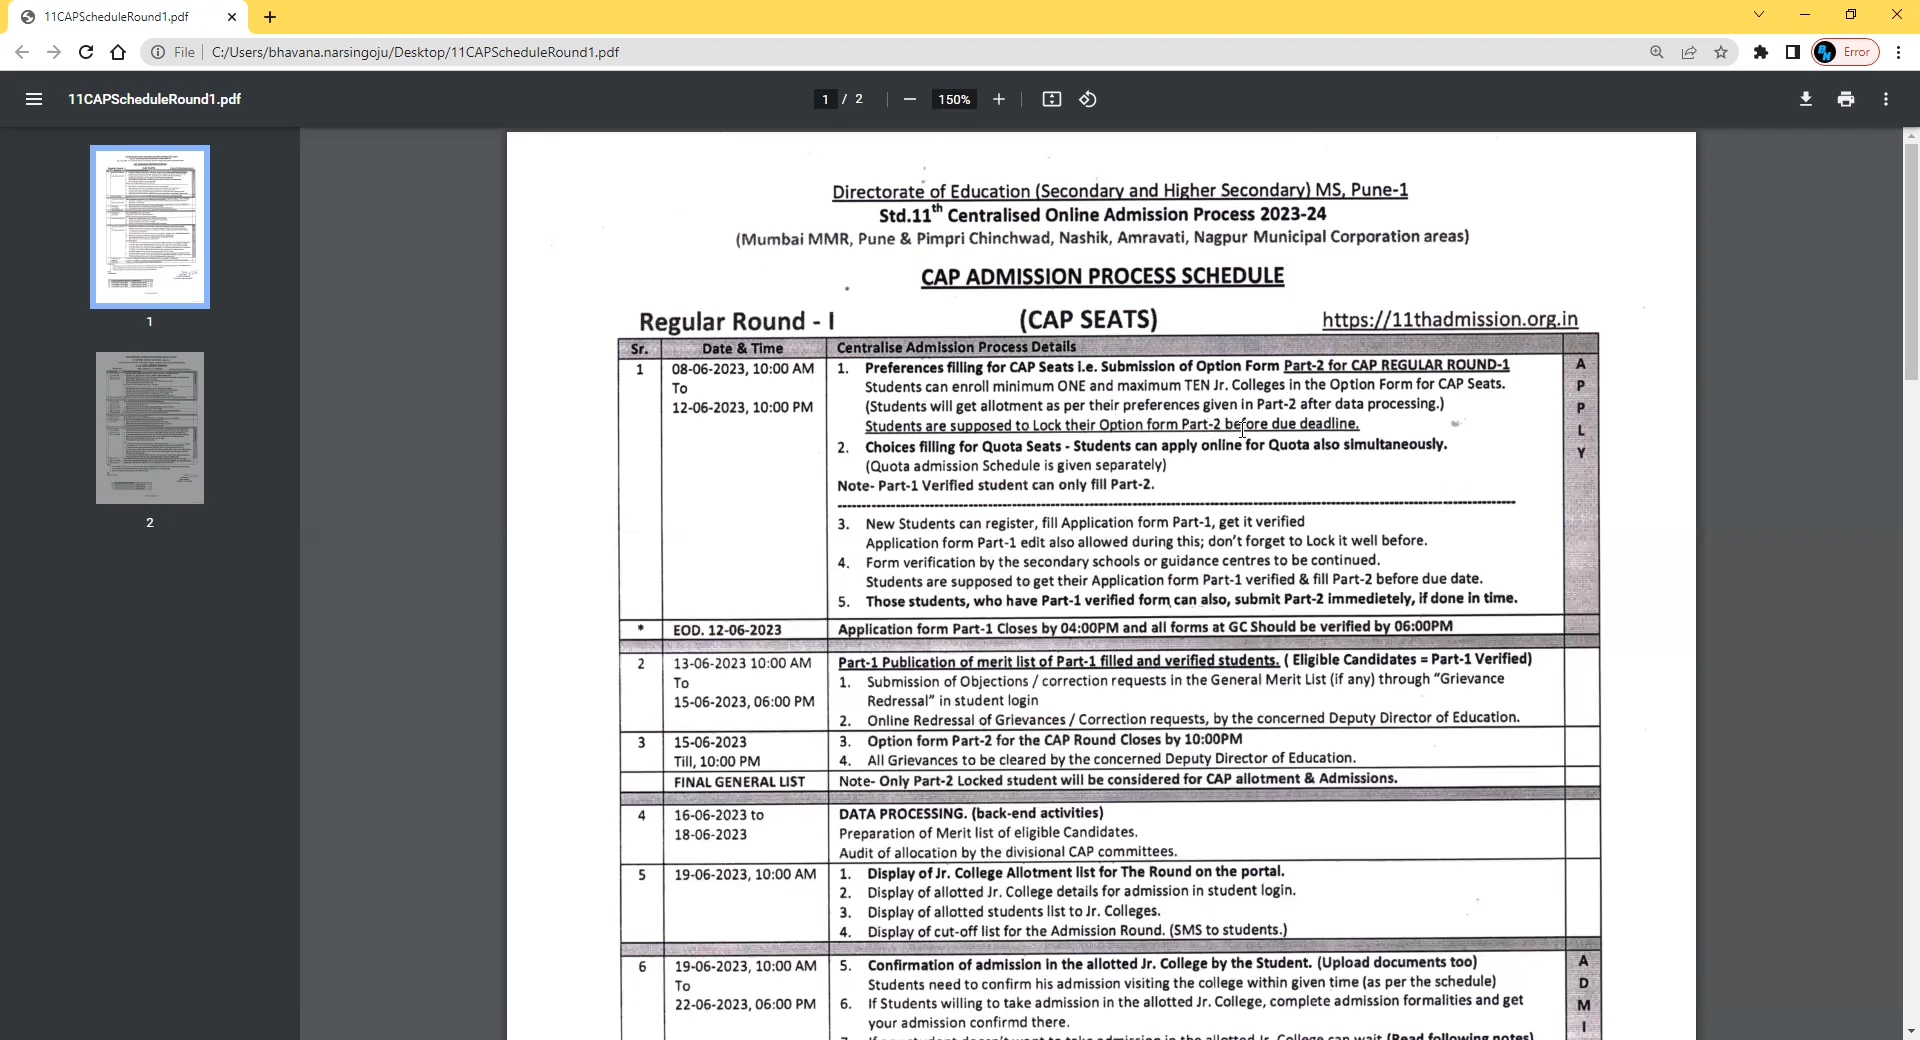 11CAPScheduleRound1.pdf
File
C:/Users/bhavana.narsingoju/Desktop/11CAPScheduleRound1.pdf
Error
11CAPScheduleRound1.pdf
1 / 2
150%
1
2
Directorate of Education (Secondary and Higher Secondary) MS, Pune-1
Std.11th Centralised Online Admission Process 2023-24
(Mumbai MMR, Pune & Pimpri Chinchwad, Nashik, Amravati, Nagpur Municipal Corporation areas)
CAP ADMISSION PROCESS SCHEDULE
Regular Round - I (CAP SEATS) https://11thadmission.org.in
Sr. Date & Time Centralise Admission Process Details
1 08-06-2023, 10:00 AM 1. Preferences filling for CAP Seats i.e. Submission of Option Form Part-2 for CAP REGULAR ROUND-1 A
Students can enroll minimum ONE and maximum TEN Jr. Colleges in the Option Form for CAP Seats. P
To
12-06-2023, 10:00 PM (Students will get allotment as per their preferences given in Part-2 after data processing.) P
Students are supposed to Lock their Option form Part-2 before due deadline. L
2. Choices filling for Quota Seats - Students can apply online for Quota also simultaneously. Y
(Quota admission Schedule is given separately)
Note- Part-1 Verified student can only fill Part-2.
3. New Students can register, fill Application form Part-1, get it verified
Application form Part-1 edit also allowed during this; don't forget to Lock it well before.
4. Form verification by the secondary schools or guidance centres to be continued.
Students are supposed to get their Application form Part-1 verified & fill Part-2 before due date.
5. Those students, who have Part-1 verified form can also, submit Part-2 immedietely, if done in time.
* EOD. 12-06-2023 Application form Part-1 Closes by 04:00PM and all forms at GC Should be verified by 06:00PM
2 13-06-2023 10:00 AM Part-1 Publication of merit list of Part-1 filled and verified students. ( Eligible Candidates = Part-1 Verified)
To 1. Submission of Objections / correction requests in the General Merit List (if any) through "Grievance
15-06-2023, 06:00 PM Redressal" in student login
2. Online Redressal of Grievances / Correction requests, by the concerned Deputy Director of Education.
3 15-06-2023 3. Option form Part-2 for the CAP Round Closes by 10:00PM
Till, 10:00 PM 4. All Grievances to be cleared by the concerned Deputy Director of Education.
FINAL GENERAL LIST Note- Only Part-2 Locked student will be considered for CAP allotment & Admissions.
4 16-06-2023 to DATA PROCESSING. (back-end activities)
18-06-2023 Preparation of Merit list of eligible Candidates.
Audit of allocation by the divisional CAP committees.
5 19-06-2023, 10:00 AM 1. Display of Jr. College Allotment list for The Round on the portal.
2. Display of allotted Jr. College details for admission in student login.
3. Display of allotted students list to Jr. Colleges.
4. Display of cut-off list for the Admission Round. (SMS to students.)
6 19-06-2023, 10:00 AM 5. Confirmation of admission in the allotted Jr. College by the Student. (Upload documents too) A
To Students need to confirm his admission visiting the college within given time (as per the schedule) D
22-06-2023, 06:00 PM 6. If Students willing to take admission in the allotted Jr. College, complete admission formalities and get M
your admission confirmd there. I
7. If any student doesn't want to take admission in the allotted Jr. College can wait (Read following notes)